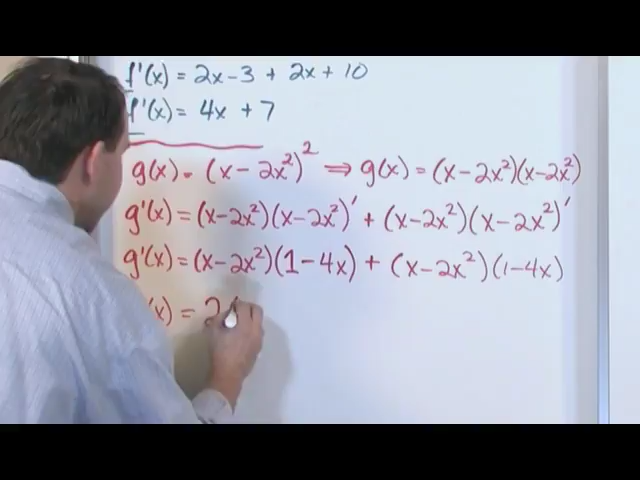 f'(x) = 2x - 3 + 2x + 10
f'(x) = 4x + 7
g(x) = (x - 2x²)² ⇒ g(x) = (x - 2x²)(x - 2x²)
g'(x) = (x - 2x²)(x - 2x²)' + (x - 2x²)(x - 2x²)'
g'(x) = (x - 2x²)(1 - 4x) + (x - 2x²)(1 - 4x)
'(x) = 2(